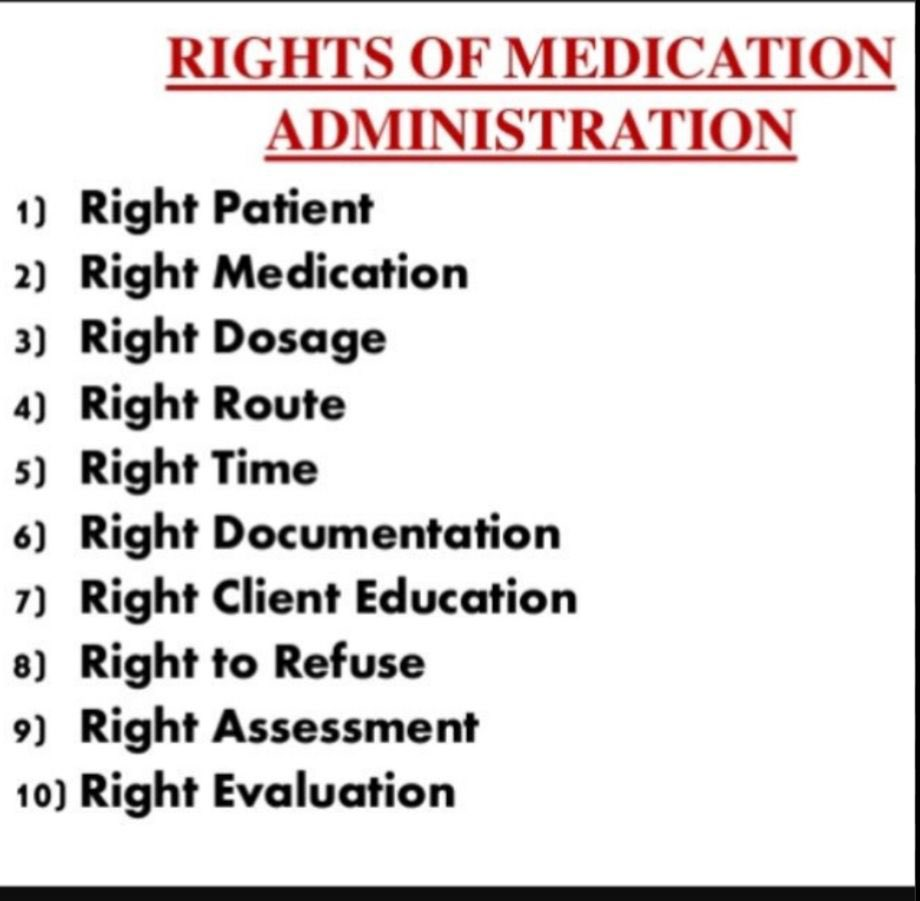 RIGHTS OF MEDICATION
ADMINISTRATION
1) Right Patient
2) Right Medication
3) Right Dosage
4) Right Route
5) Right Time
6) Right Documentation
7) Right Client Education
8) Right to Refuse
9) Right Assessment
10) Right Evaluation